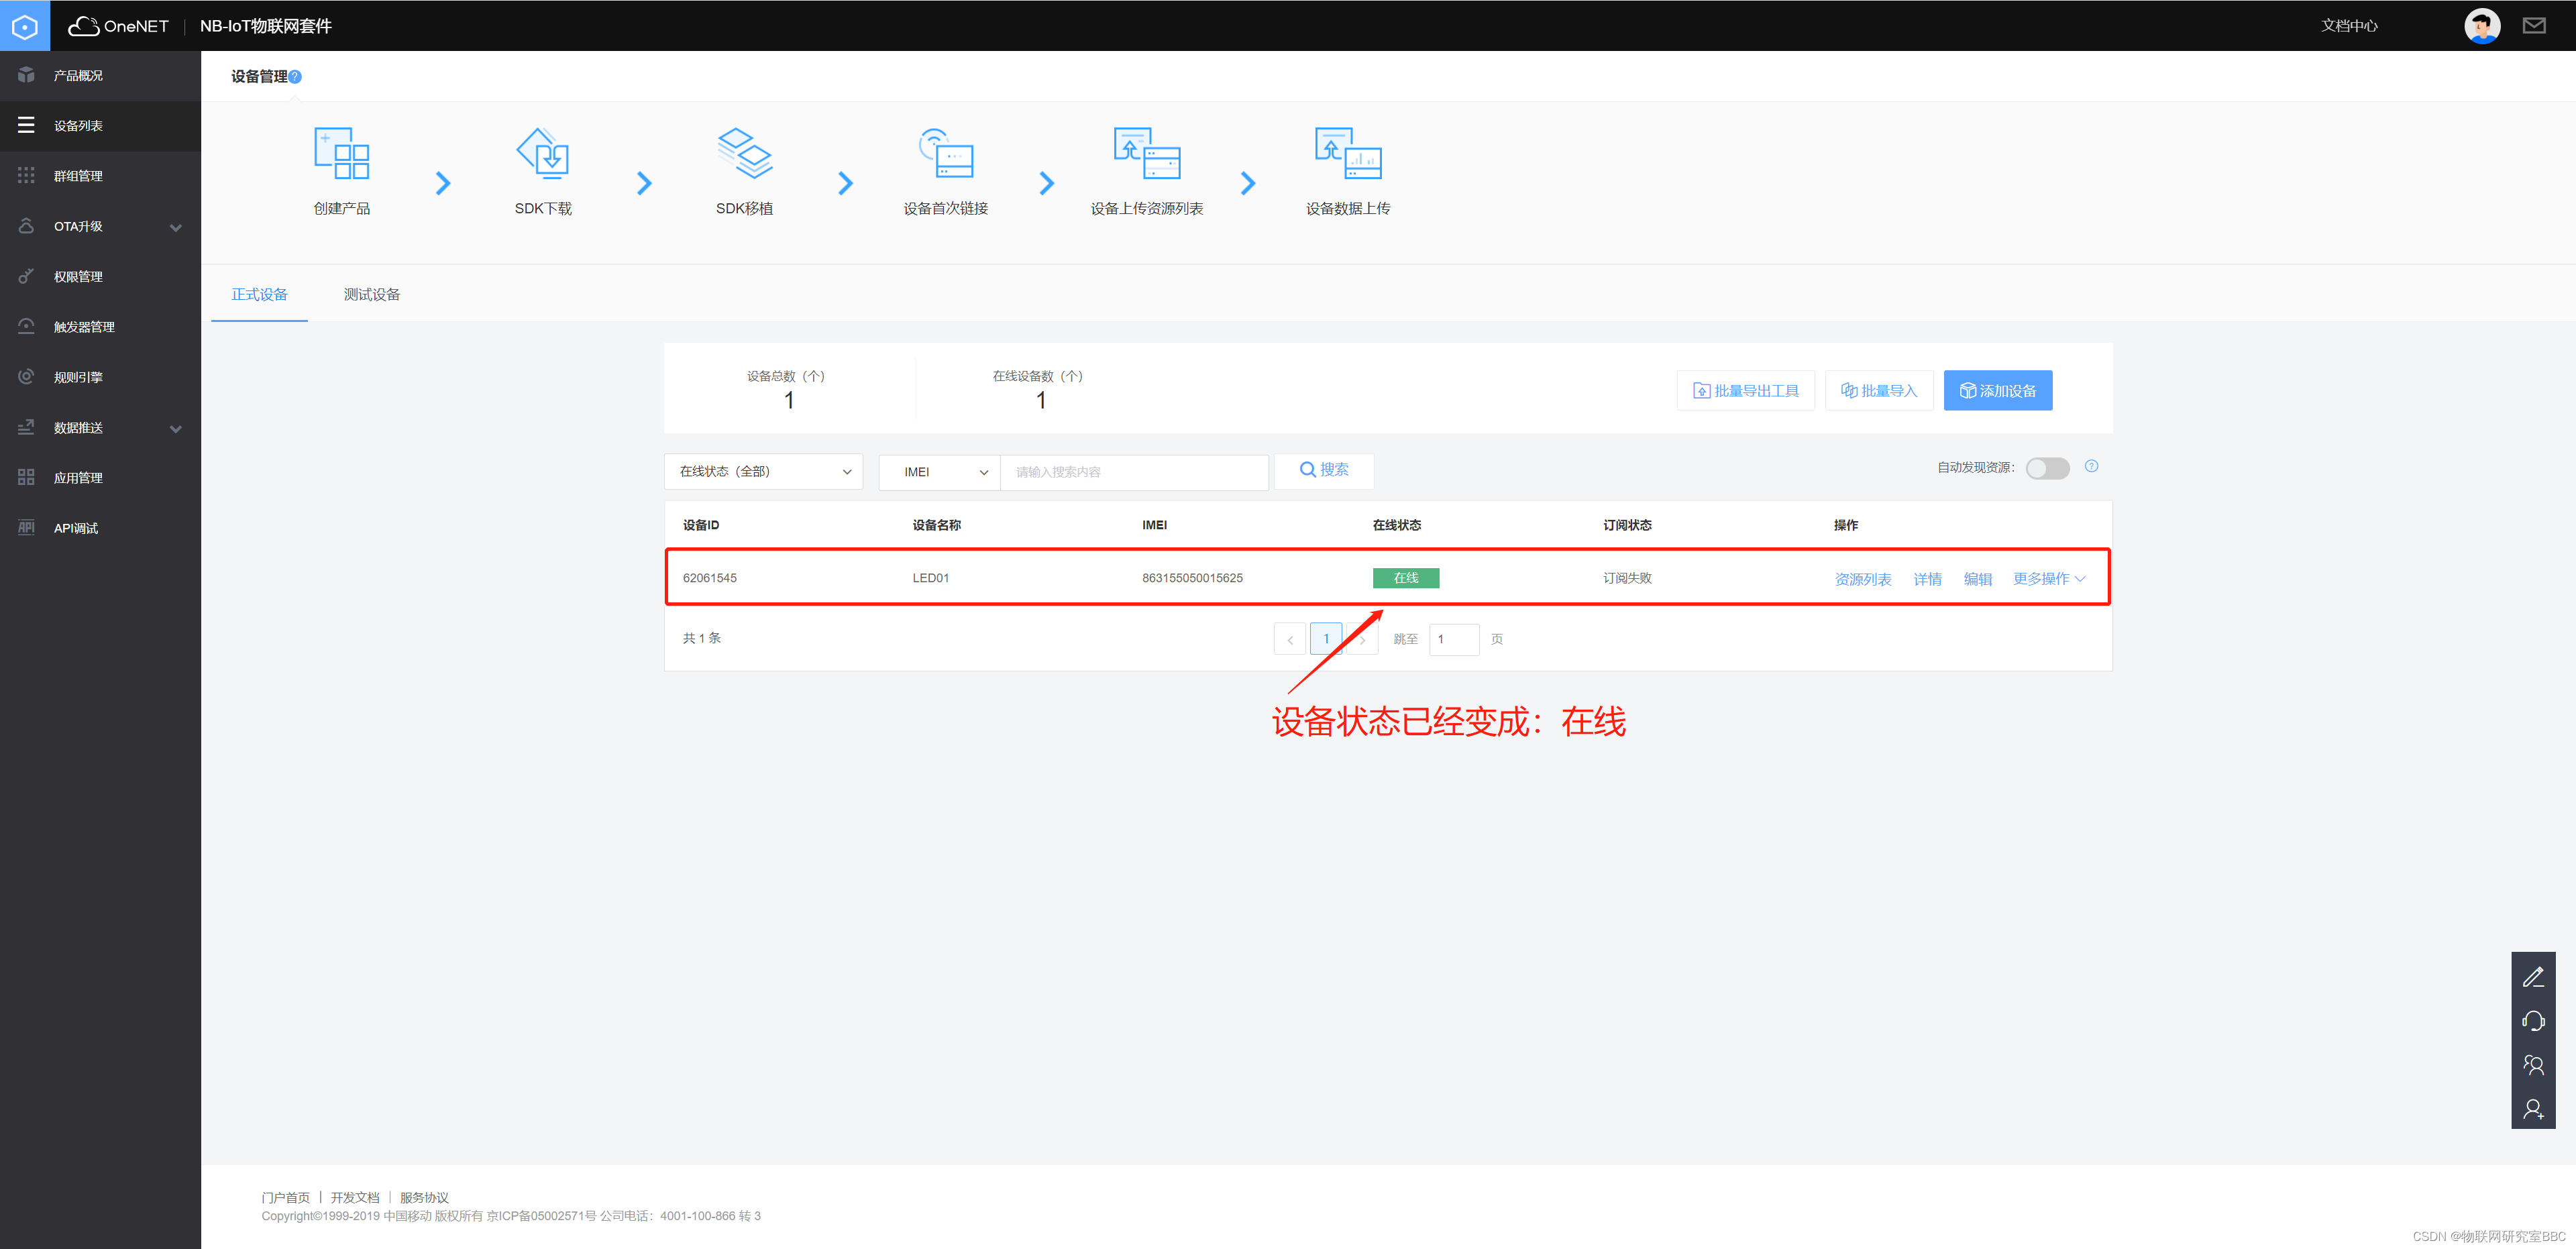 OneNET | NB-IoT物联网套件
文档中心
产品概况
设备列表
群组管理
OTA升级
权限管理
触发器管理
规则引擎
数据推送
应用管理
API API调试
设备管理?
创建产品
SDK下载
SDK移植
设备首次链接
设备上传资源列表
设备数据上传
正式设备 测试设备
设备总数（个） 在线设备数（个）
1 1
批量导出工具 批量导入 添加设备
在线状态（全部） IMEI 请输入搜索内容 搜索 自动发现资源： ?
设备ID 设备名称 IMEI 在线状态 订阅状态 操作
62061545 LED01 863155050015625 在线 订阅失败 资源列表 详情 编辑 更多操作
共 1 条 < 1 > 跳至 1 页
设备状态已经变成：在线
门户首页 | 开发文档 | 服务协议
Copyright©1999-2019 中国移动 版权所有 京ICP备05002571号 公司电话：4001-100-866 转 3
CSDN @物联网研究室BBC